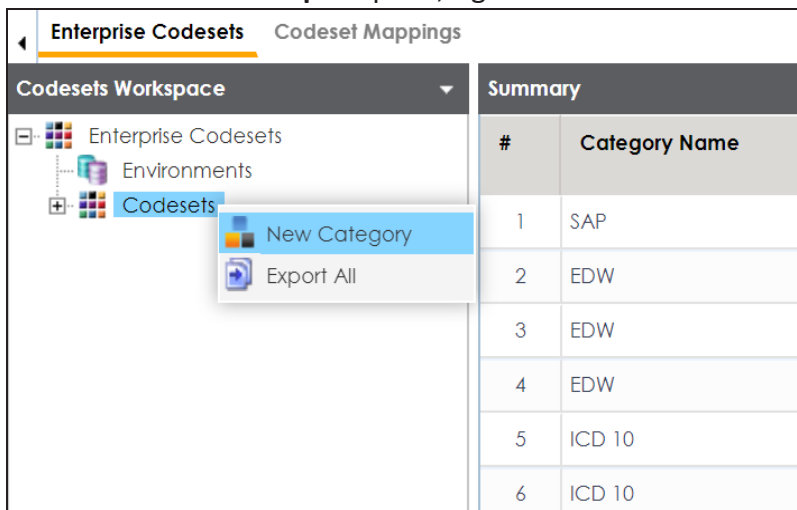 Enterprise Codesets Codeset Mappings
Codesets Workspace
Enterprise Codesets
Environments
Codesets
New Category
Export All
Summary
# Category Name
1 SAP
2 EDW
3 EDW
4 EDW
5 ICD 10
6 ICD 10